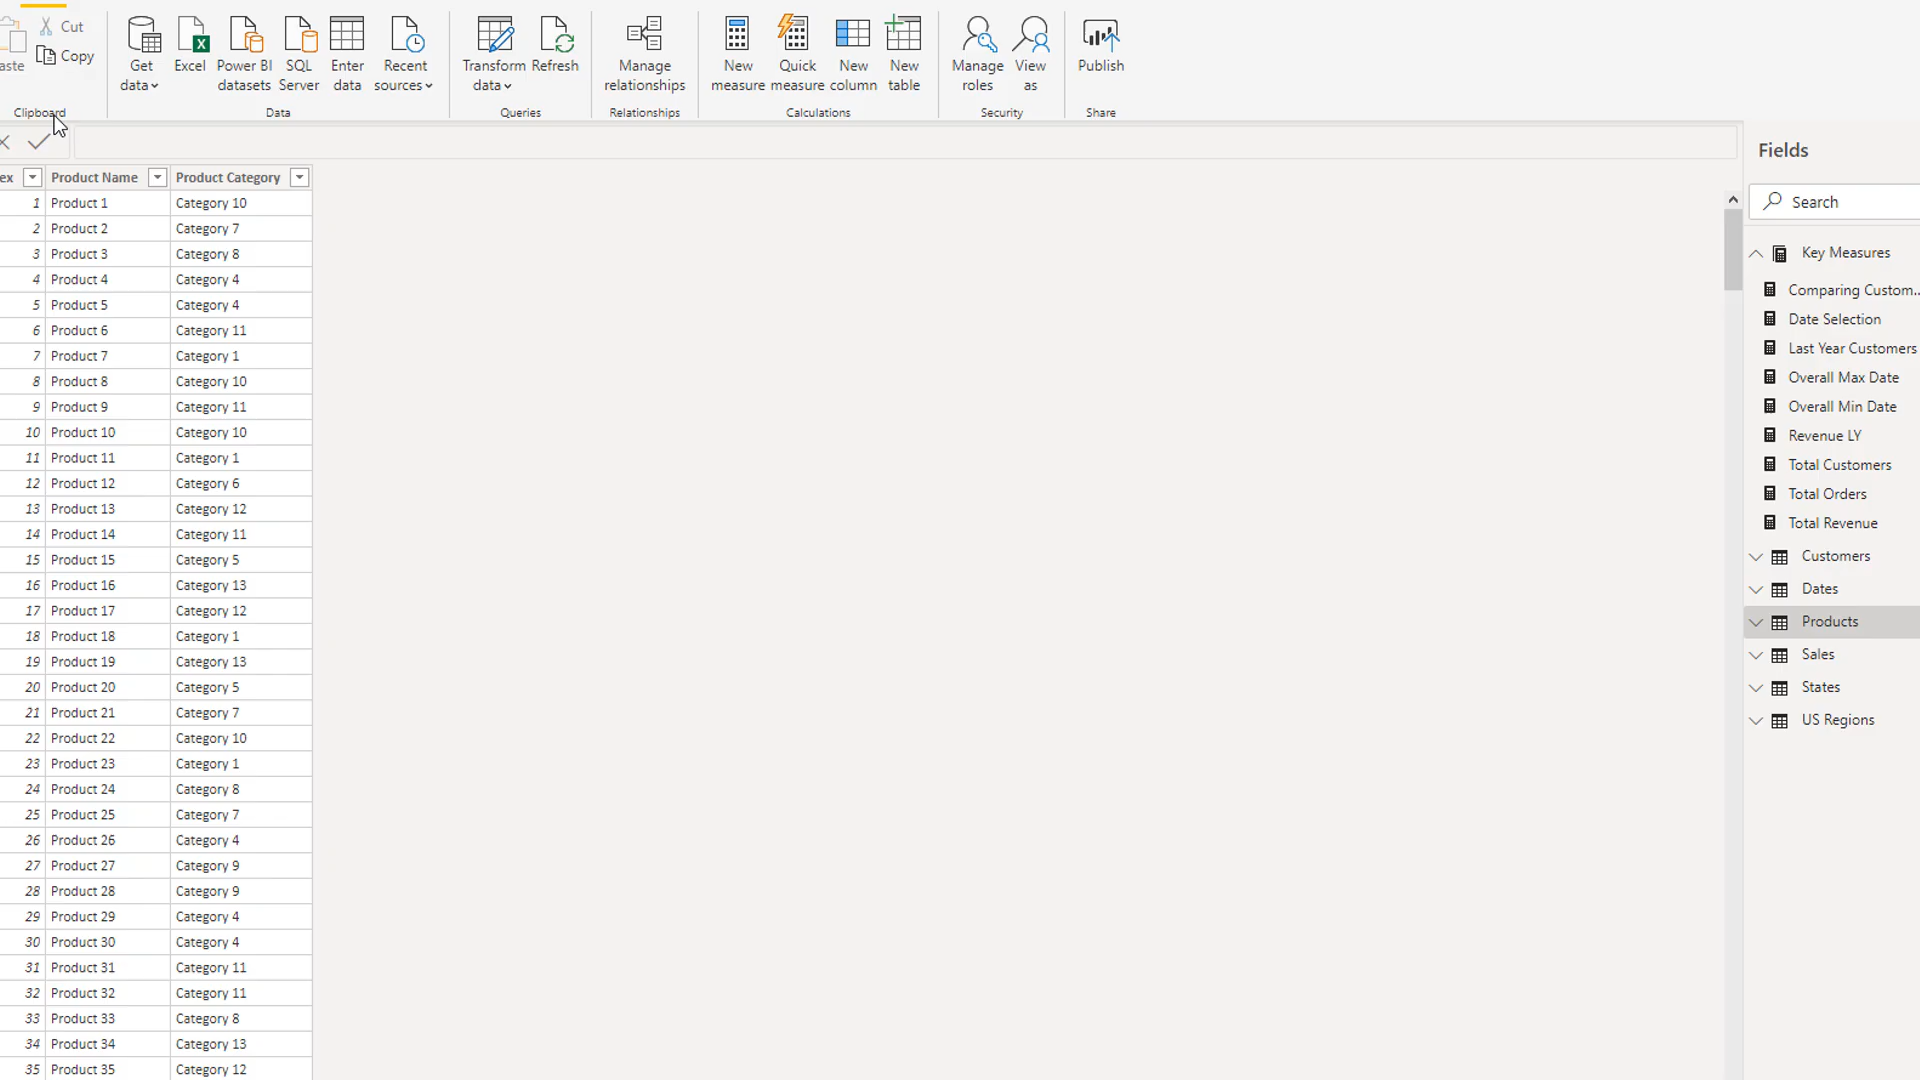 Cut
Copy
aste
Get data
Excel
Power BI datasets
SQL Server
Enter data
Recent sources
Transform data
Refresh
Manage relationships
New measure
Quick measure
New column
New table
Manage roles
View as
Publish
Clipboard
Data
Queries
Relationships
Calculations
Security
Share
ex Product Name Product Category
1 Product 1 Category 10
2 Product 2 Category 7
3 Product 3 Category 8
4 Product 4 Category 4
5 Product 5 Category 4
6 Product 6 Category 11
7 Product 7 Category 1
8 Product 8 Category 10
9 Product 9 Category 11
10 Product 10 Category 10
11 Product 11 Category 1
12 Product 12 Category 6
13 Product 13 Category 12
14 Product 14 Category 11
15 Product 15 Category 5
16 Product 16 Category 13
17 Product 17 Category 12
18 Product 18 Category 1
19 Product 19 Category 13
20 Product 20 Category 5
21 Product 21 Category 7
22 Product 22 Category 10
23 Product 23 Category 1
24 Product 24 Category 8
25 Product 25 Category 7
26 Product 26 Category 4
27 Product 27 Category 9
28 Product 28 Category 9
29 Product 29 Category 4
30 Product 30 Category 4
31 Product 31 Category 11
32 Product 32 Category 11
33 Product 33 Category 8
34 Product 34 Category 13
35 Product 35 Category 12
Fields
Search
Key Measures
Comparing Custom..
Date Selection
Last Year Customers
Overall Max Date
Overall Min Date
Revenue LY
Total Customers
Total Orders
Total Revenue
Customers
Dates
Products
Sales
States
US Regions